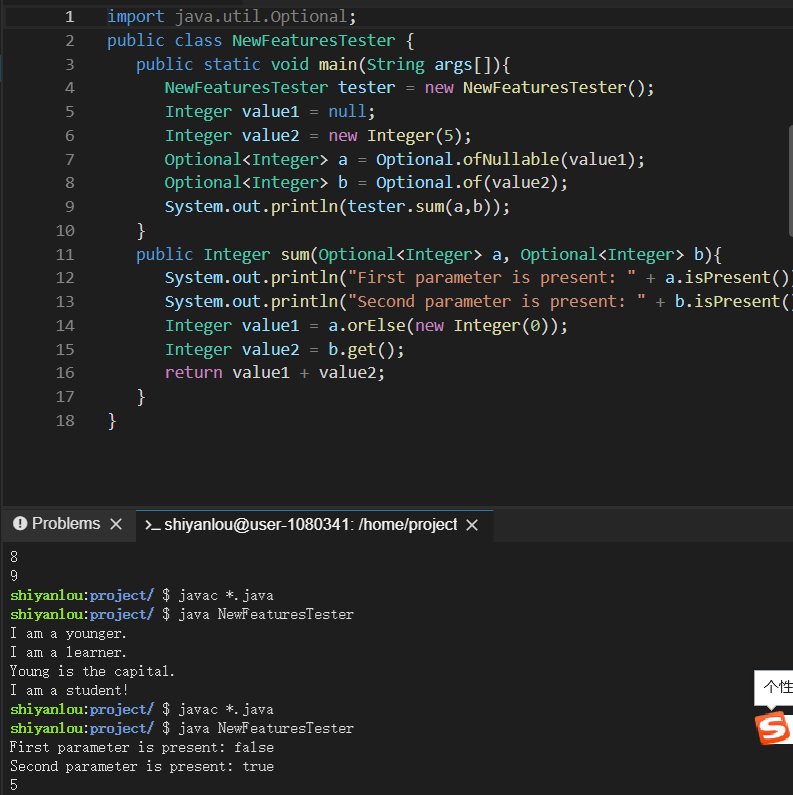 1 import java.util.Optional;
2 public class NewFeaturesTester {
3 public static void main(String args[]){
4 NewFeaturesTester tester = new NewFeaturesTester();
5 Integer value1 = null;
6 Integer value2 = new Integer(5);
7 Optional<Integer> a = Optional.ofNullable(value1);
8 Optional<Integer> b = Optional.of(value2);
9 System.out.println(tester.sum(a,b));
10 }
11 public Integer sum(Optional<Integer> a, Optional<Integer> b){
12 System.out.println("First parameter is present: " + a.isPresent())
13 System.out.println("Second parameter is present: " + b.isPresent(
14 Integer value1 = a.orElse(new Integer(0));
15 Integer value2 = b.get();
16 return value1 + value2;
17 }
18 }
Problems
shiyanlou@user-1080341: /home/project
8
9
shiyanlou:project/ $ javac *.java
shiyanlou:project/ $ java NewFeaturesTester
I am a younger.
I am a learner.
Young is the capital.
I am a student!
shiyanlou:project/ $ javac *.java
shiyanlou:project/ $ java NewFeaturesTester
First parameter is present: false
Second parameter is present: true
5
个性
S